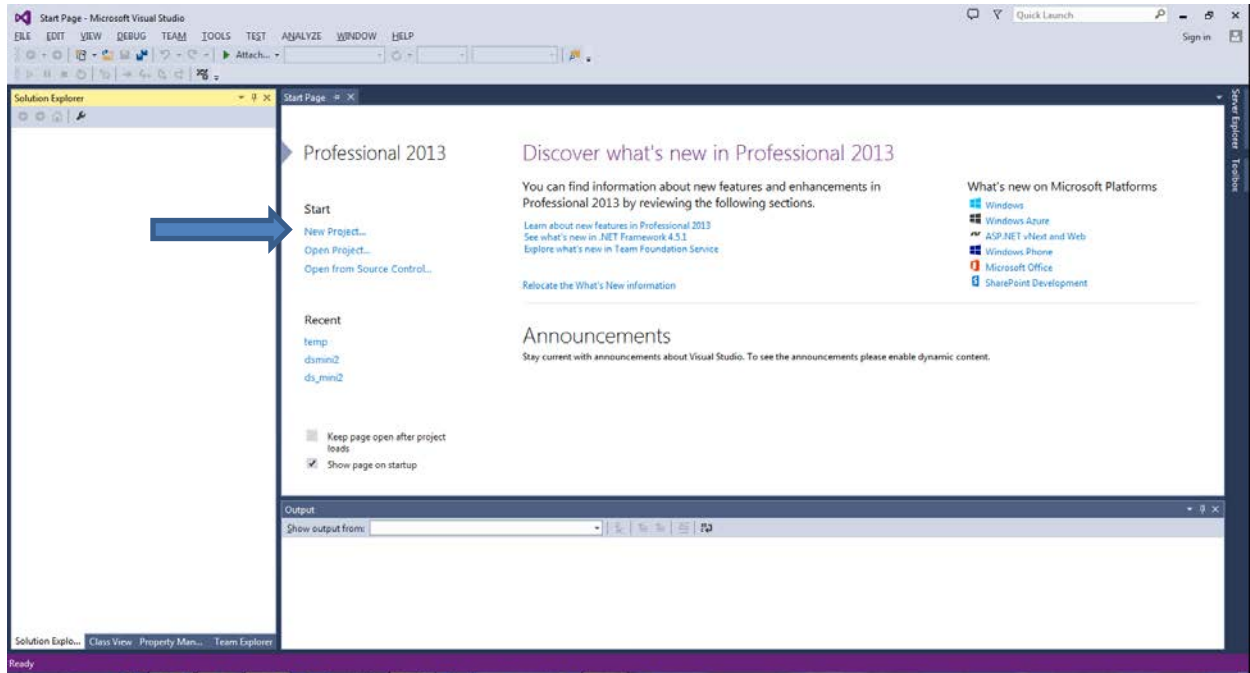 Start Page - Microsoft Visual Studio
Quick Launch
FILE EDIT VIEW DEBUG TEAM TOOLS TEST ANALYZE WINDOW HELP
Sign in
Attach...
Solution Explorer
Start Page
Server Explorer
Toolbox
Professional 2013
Discover what's new in Professional 2013
You can find information about new features and enhancements in
Professional 2013 by reviewing the following sections.
Learn about new features in Professional 2013
See what's new in .NET Framework 4.5.1
Explore what's new in Team Foundation Service
Relocate the What's New information
What's new on Microsoft Platforms
Windows
Windows Azure
ASP.NET vNext and Web
Windows Phone
Microsoft Office
SharePoint Development
Start
New Project...
Open Project...
Open from Source Control...
Recent
temp
dsmini2
ds_mini2
Announcements
Stay current with announcements about Visual Studio. To see the announcements please enable dynamic content.
Keep page open after project
loads
Show page on startup
Output
Show output from:
Solution Explo... Class View Property Man... Team Explorer
Ready